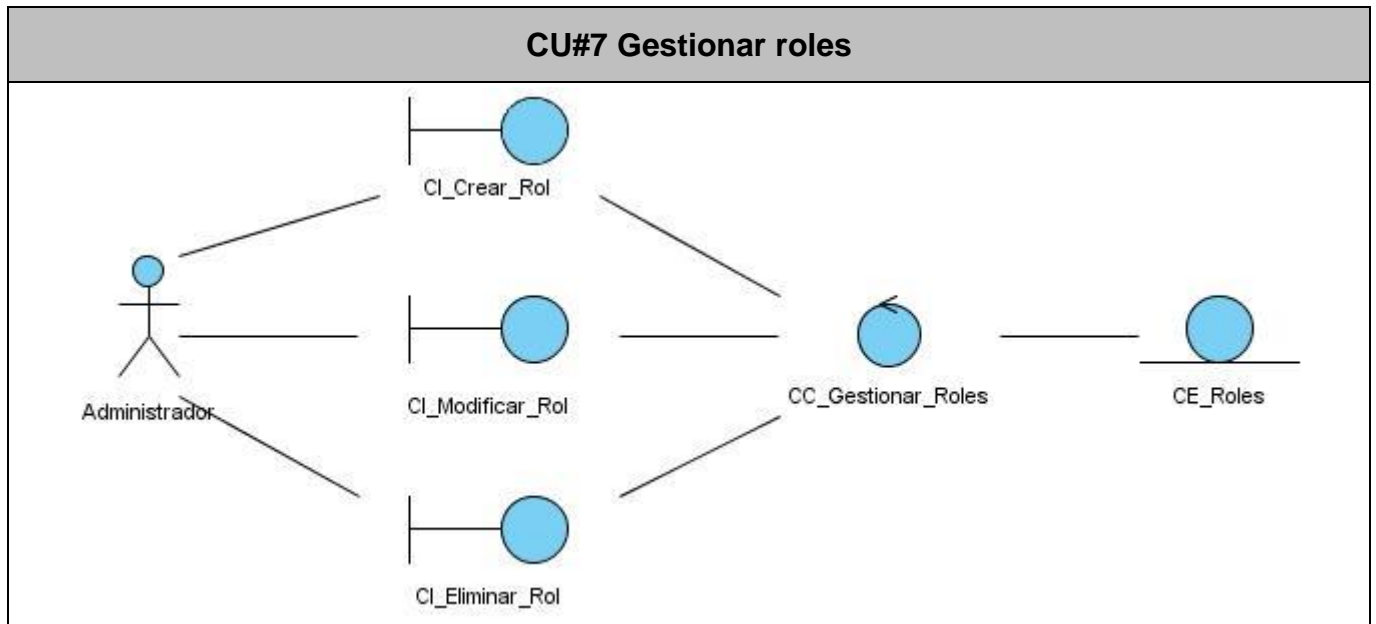 CU#7 Gestionar roles
CI_Crear_Rol
Administrador
CI_Modificar_Rol
CC_Gestionar_Roles
CE_Roles
CI_Eliminar_Rol